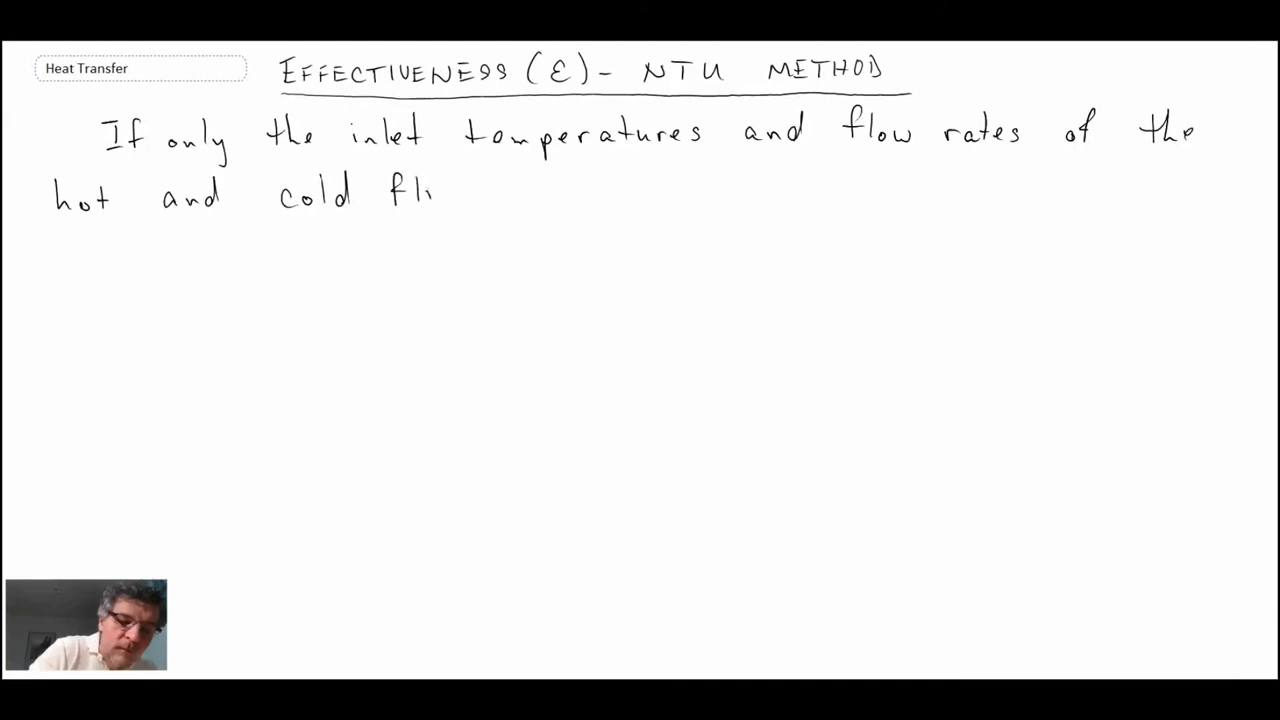 Heat Transfer
EFFECTIVENESS (ε) - NTU METHOD
If only the inlet temperatures and flow rates of the
hot and cold